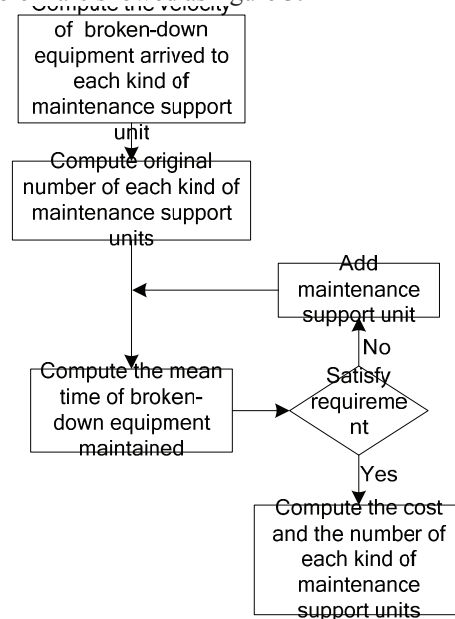 Compute the velocity
of broken-down
equipment arrived to
each kind of
maintenance support
unit
Compute original
number of each kind of
maintenance support
units
Add
maintenance
support unit
No
Compute the mean
time of broken-
down equipment
maintained
Satisfy
requireme
nt
Yes
Compute the cost
and the number of
each kind of
maintenance
support units